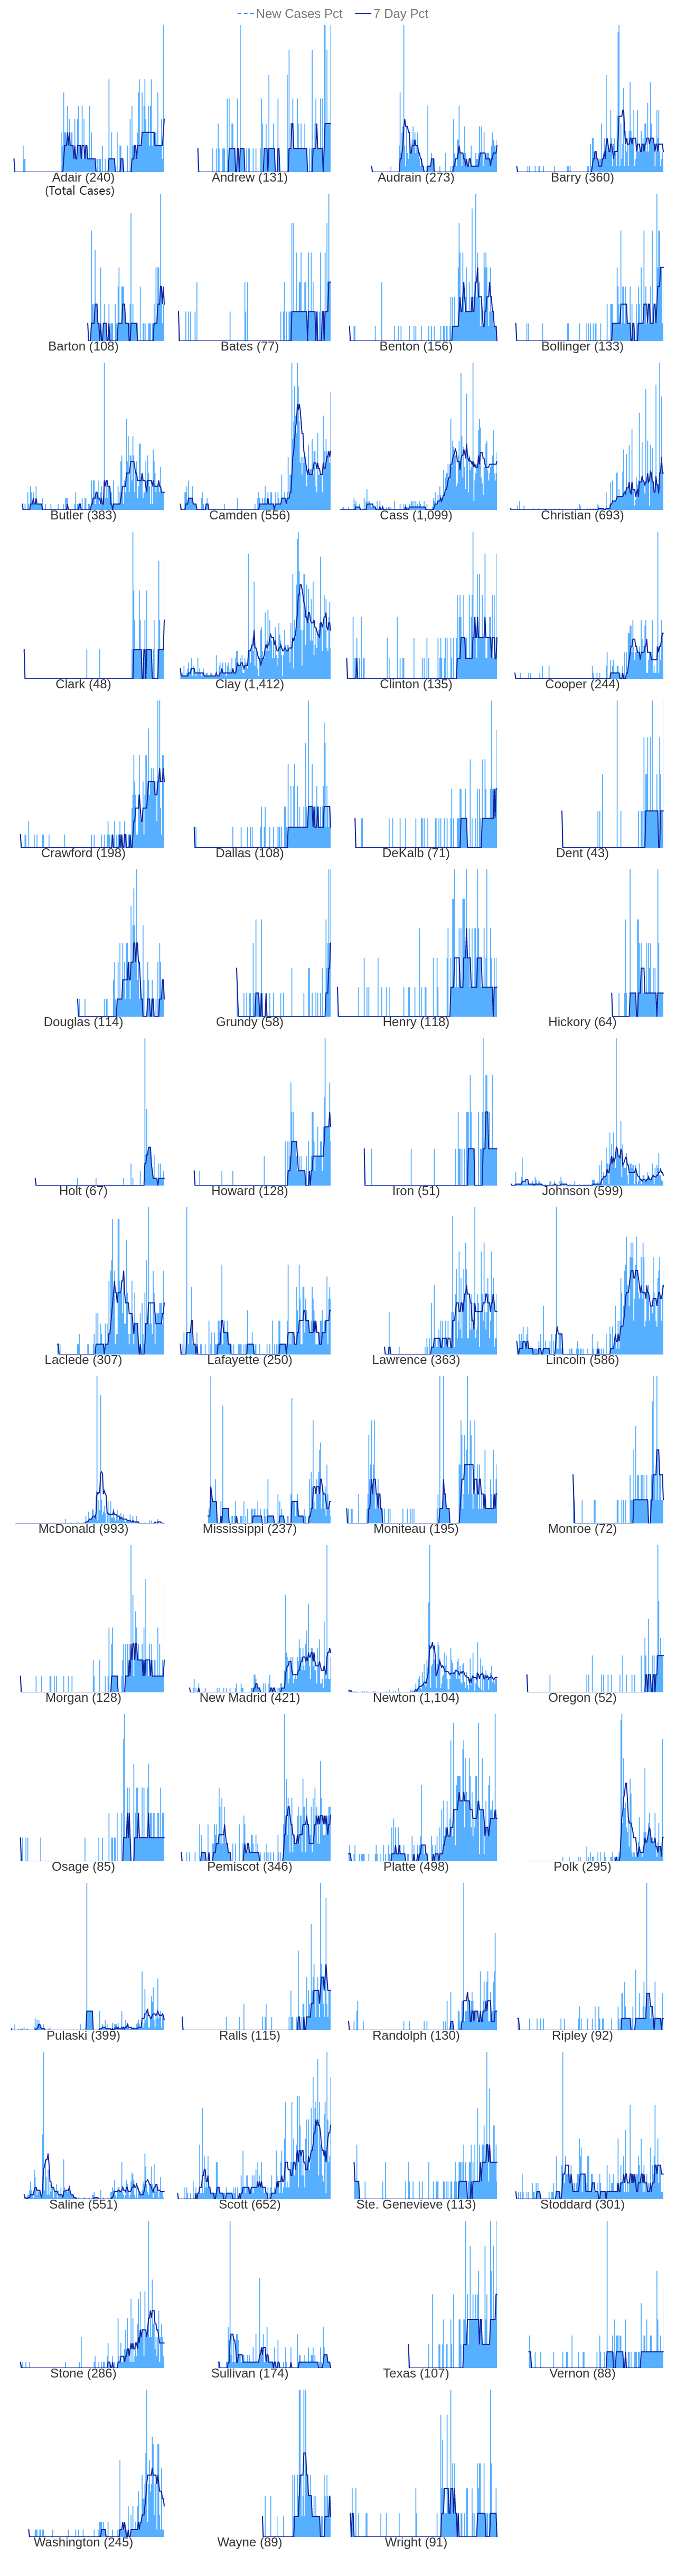 New Cases Pct 7 Day Pct
Adair (240) Andrew (131) Audrain (273) Barry (360)
(Total Cases)
Barton (108) Bates (77) Benton (156) Bollinger (133)
Butler (383) Camden (556) Cass (1,099) Christian (693)
Clark (48) Clay (1,412) Clinton (135) Cooper (244)
Crawford (198) Dallas (108) DeKalb (71) Dent (43)
Douglas (114) Grundy (58) Henry (118) Hickory (64)
Holt (67) Howard (128) Iron (51) Johnson (599)
Laclede (307) Lafayette (250) Lawrence (363) Lincoln (586)
McDonald (993) Mississippi (237) Moniteau (195) Monroe (72)
Morgan (128) New Madrid (421) Newton (1,104) Oregon (52)
Osage (85) Pemiscot (346) Platte (498) Polk (295)
Pulaski (399) Ralls (115) Randolph (130) Ripley (92)
Saline (551) Scott (652) Ste. Genevieve (113) Stoddard (301)
Stone (286) Sullivan (174) Texas (107) Vernon (88)
Washington (245) Wayne (89) Wright (91)